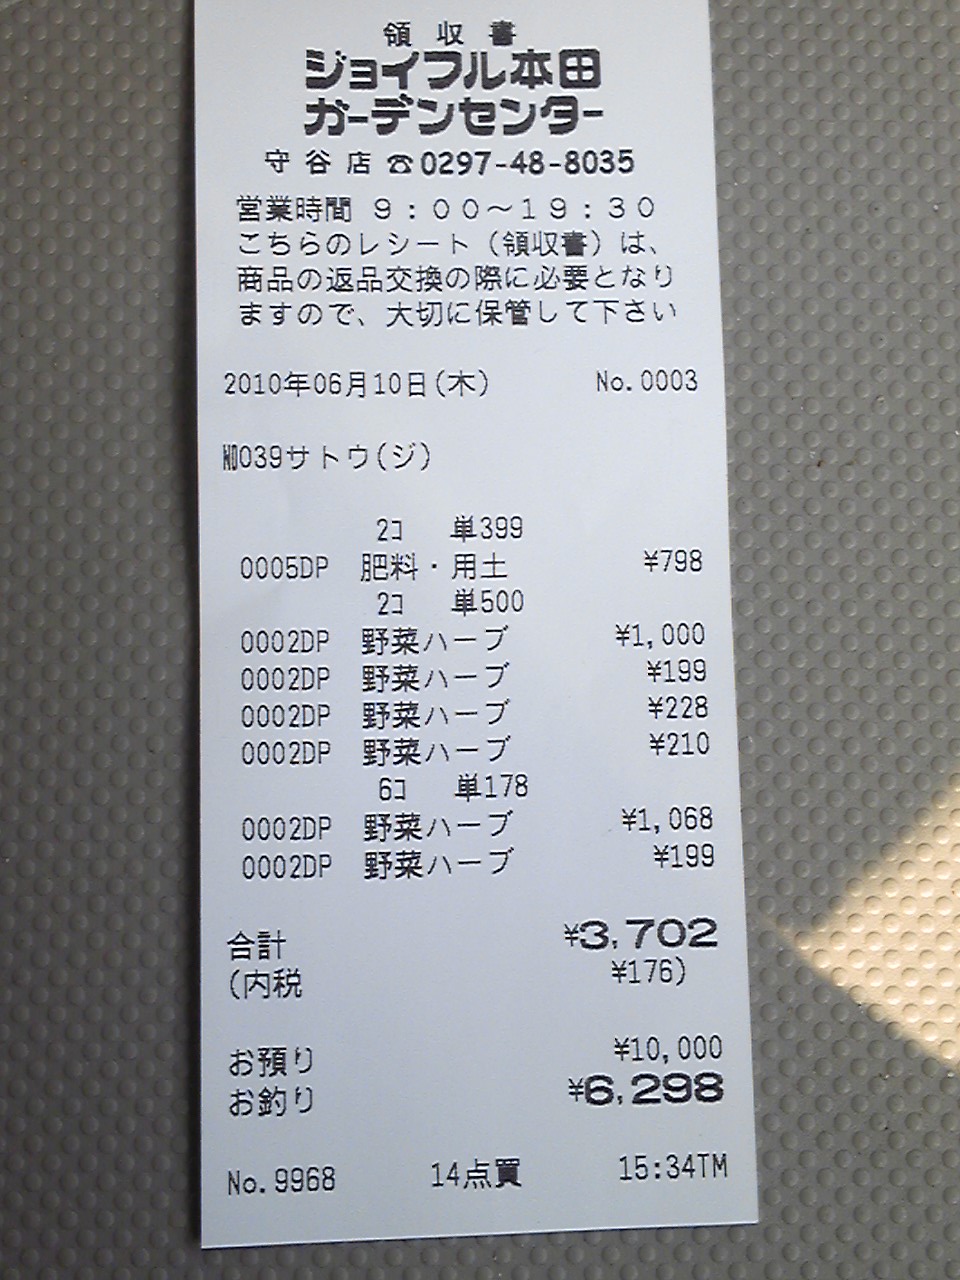 領収書
ジョイフル本田
ガーデンセンター
守谷店☎0297-48-8035
営業時間 9:00～19:30
こちらのレシート(領収書)は、
商品の返品交換の際に必要となり
ますので、大切に保管して下さい
2010年06月10日(木) No.0003
NO039サトウ(ジ)
2コ 単399
0005DP 肥料・用土 ¥798
2コ 単500
0002DP 野菜ハーブ ¥1,000
0002DP 野菜ハーブ ¥199
0002DP 野菜ハーブ ¥228
0002DP 野菜ハーブ ¥210
6コ 単178
0002DP 野菜ハーブ ¥1,068
0002DP 野菜ハーブ ¥199
合計 ¥3,702
(内税 ¥176)
お預り ¥10,000
お釣り ¥6,298
No.9968 14点買 15:34TM